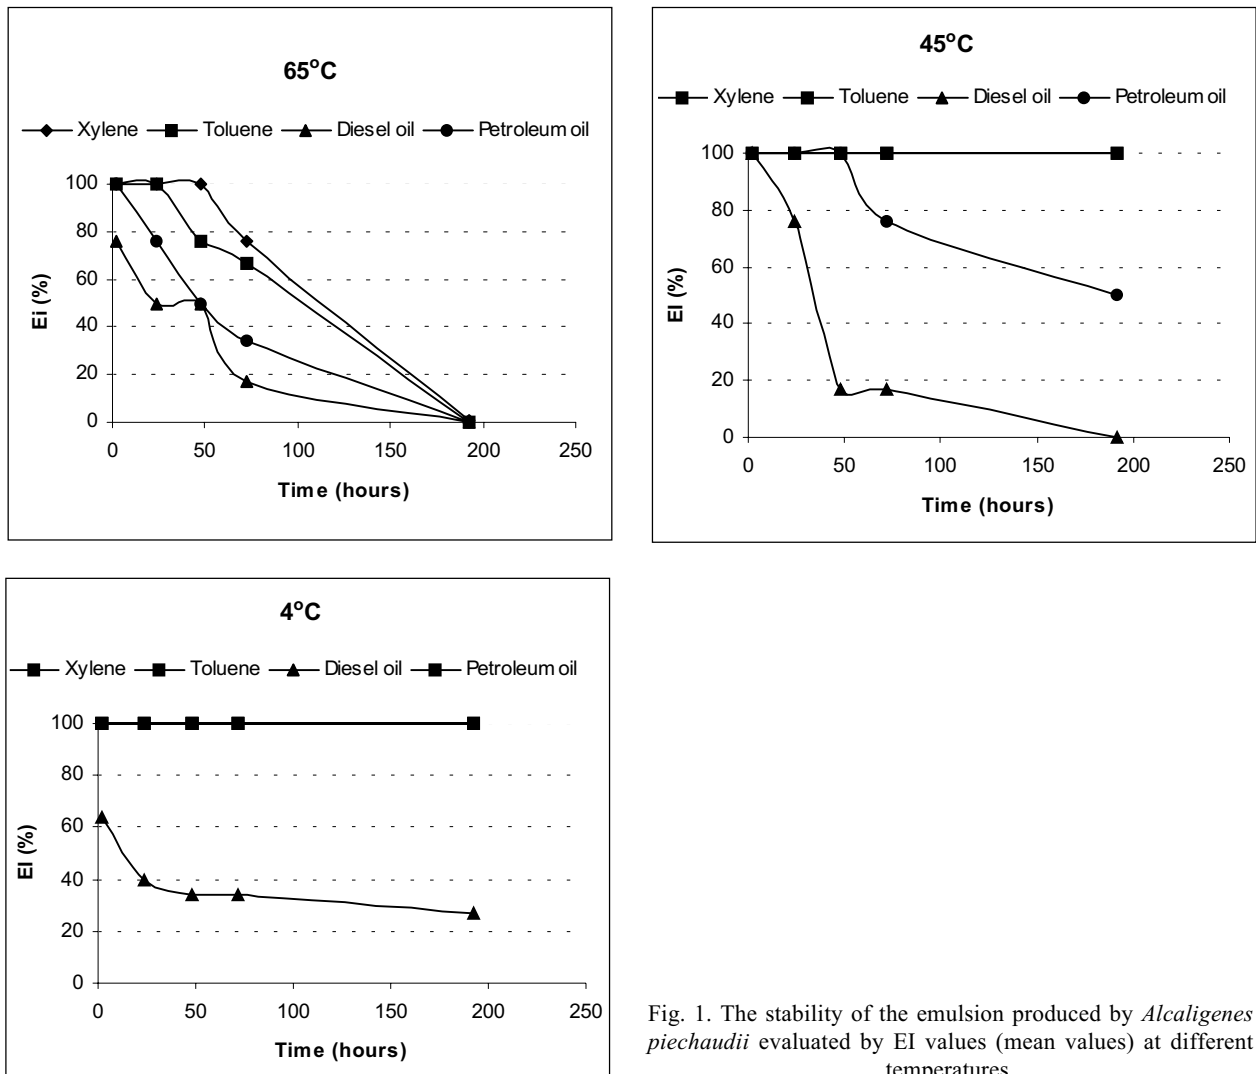 65°C
Xylene Toluene Diesel oil Petroleum oil
100
80
60
40
20
0
Ei (%)
0 50 100 150 200 250
Time (hours)
45°C
Xylene Toluene Diesel oil Petroleum oil
100
80
60
40
20
0
EI (%)
0 50 100 150 200 250
Time (hours)
4°C
Xylene Toluene Diesel oil Petroleum oil
100
80
60
40
20
0
EI (%)
0 50 100 150 200 250
Time (hours)
Fig. 1. The stability of the emulsion produced by Alcaligenes
piechaudii evaluated by EI values (mean values) at different
temperatures